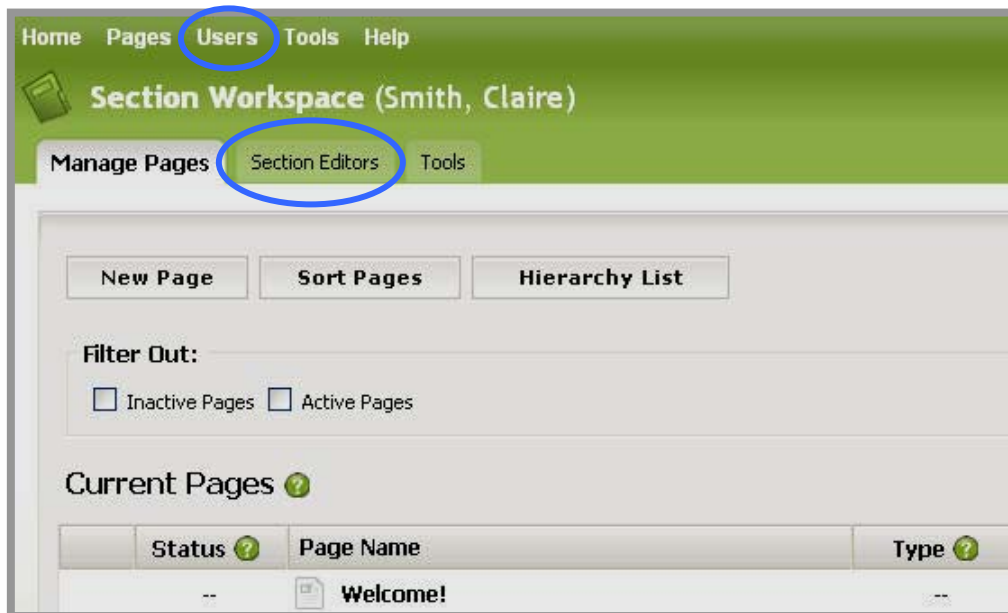 Home Pages Users Tools Help
Section Workspace (Smith, Claire)
Manage Pages Section Editors Tools
New Page Sort Pages Hierarchy List
Filter Out:
Inactive Pages Active Pages
Current Pages ?
Status ? Page Name Type ?
-- Welcome! --